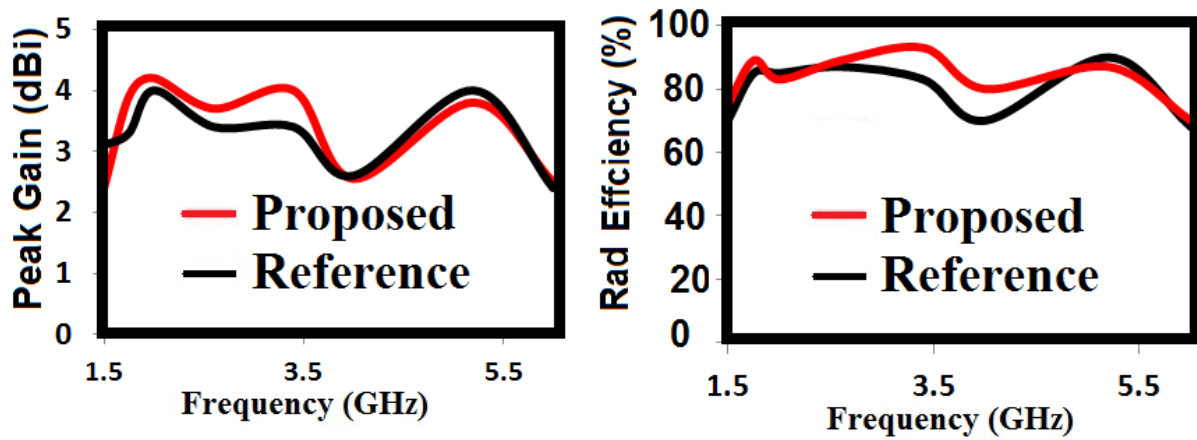 Peak Gain (dBi)
5
4
3
2
1
0
Proposed
Reference
1.5
3.5
5.5
Frequency (GHz)
Rad Effciency (%)
100
80
60
40
20
0
Proposed
Reference
1.5
3.5
5.5
Frequency (GHz)